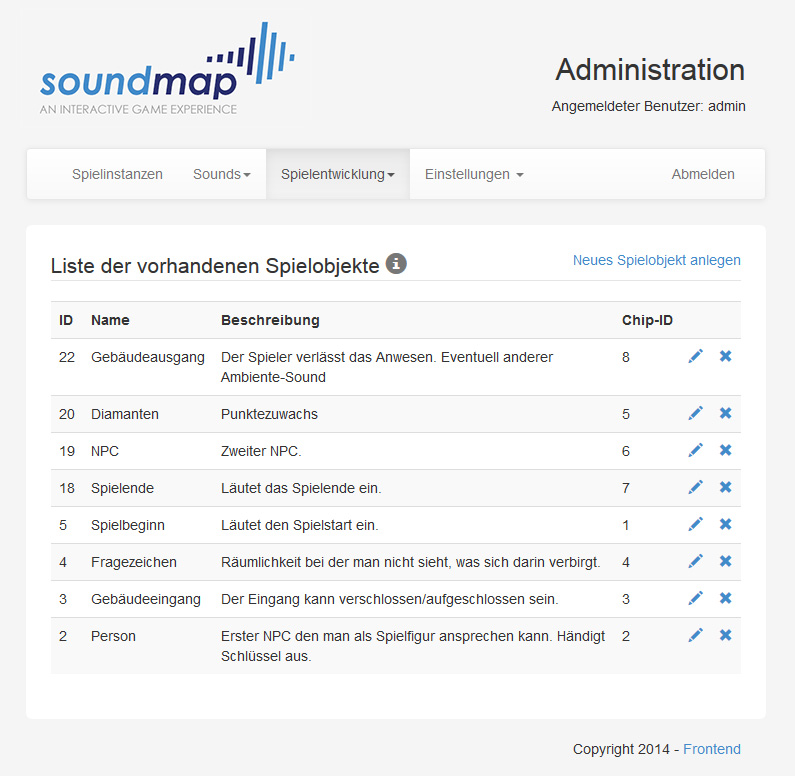 soundmap
AN INTERACTIVE GAME EXPERIENCE
Administration
Angemeldeter Benutzer: admin
Spielinstanzen Sounds Spielentwicklung Einstellungen Abmelden
Liste der vorhandenen Spielobjekte
Neues Spielobjekt anlegen
ID Name Beschreibung Chip-ID
22 Gebäudeausgang Der Spieler verlässt das Anwesen. Eventuell anderer 8
Ambiente-Sound
20 Diamanten Punktezuwachs 5
19 NPC Zweiter NPC. 6
18 Spielende Läutet das Spielende ein. 7
5 Spielbeginn Läutet den Spielstart ein. 1
4 Fragezeichen Räumlichkeit bei der man nicht sieht, was sich darin verbirgt. 4
3 Gebäudeeingang Der Eingang kann verschlossen/aufgeschlossen sein. 3
2 Person Erster NPC den man als Spielfigur ansprechen kann. Händigt 2
Schlüssel aus.
Copyright 2014 - Frontend